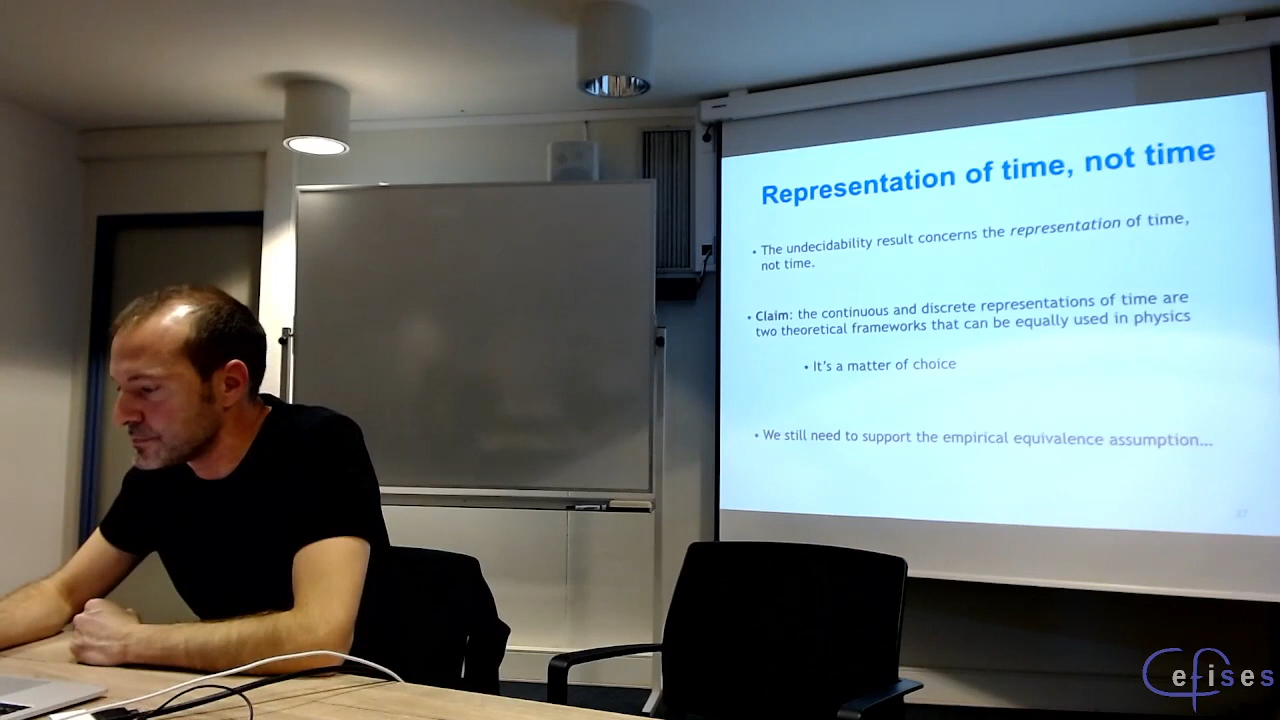 Representation of time, not time
• The undecidability result concerns the representation of time,
not time.
• Claim: the continuous and discrete representations of time are
two theoretical frameworks that can be equally used in physics
• It's a matter of choice
• We still need to support the empirical equivalence assumption...
Cefises